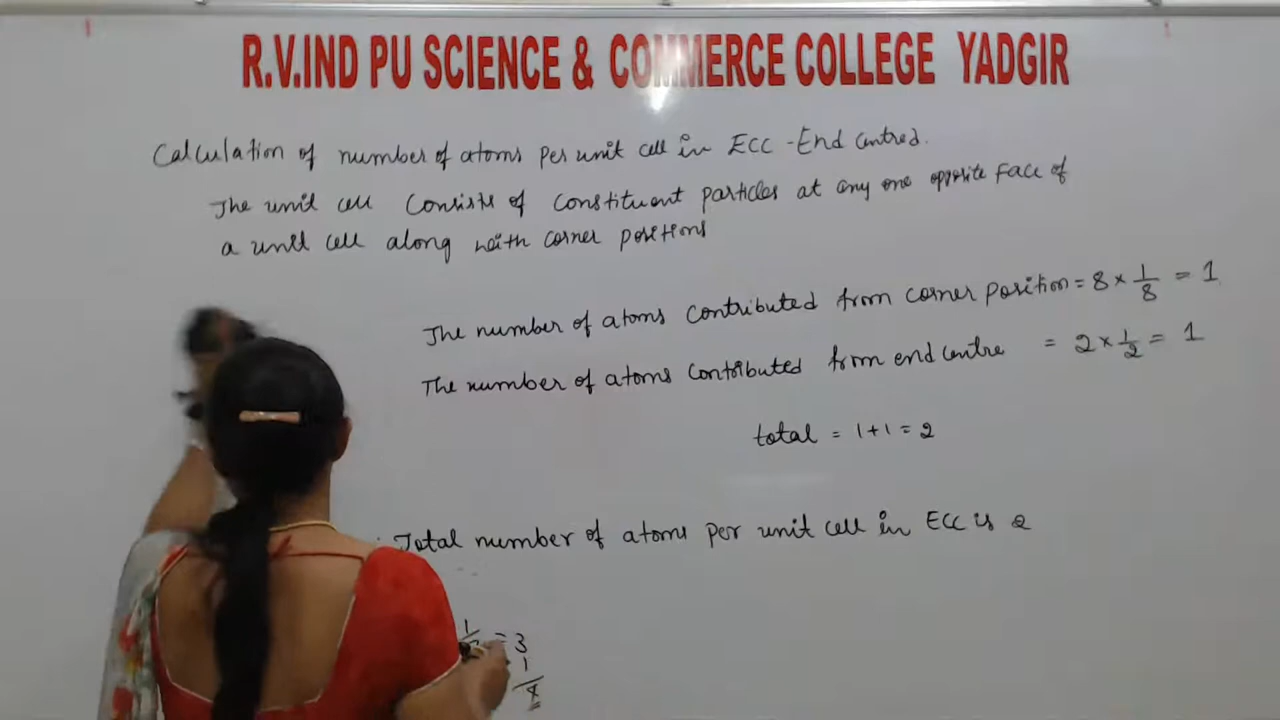 R.V.IND PU SCIENCE & COMMERCE COLLEGE YADGIR
Calculation of number of atoms per unit cell in ECC - End Centred.
The unit cell consists of constituent particles at any one opposite Face of
a unit cell along with corner positions
The number of atoms contributed from corner position = 8 × 1/8 = 1
The number of atoms contributed from end centre = 2 × 1/2 = 1
total = 1+1 = 2
Total number of atoms per unit cell in ECC is 2
= 3
1
4